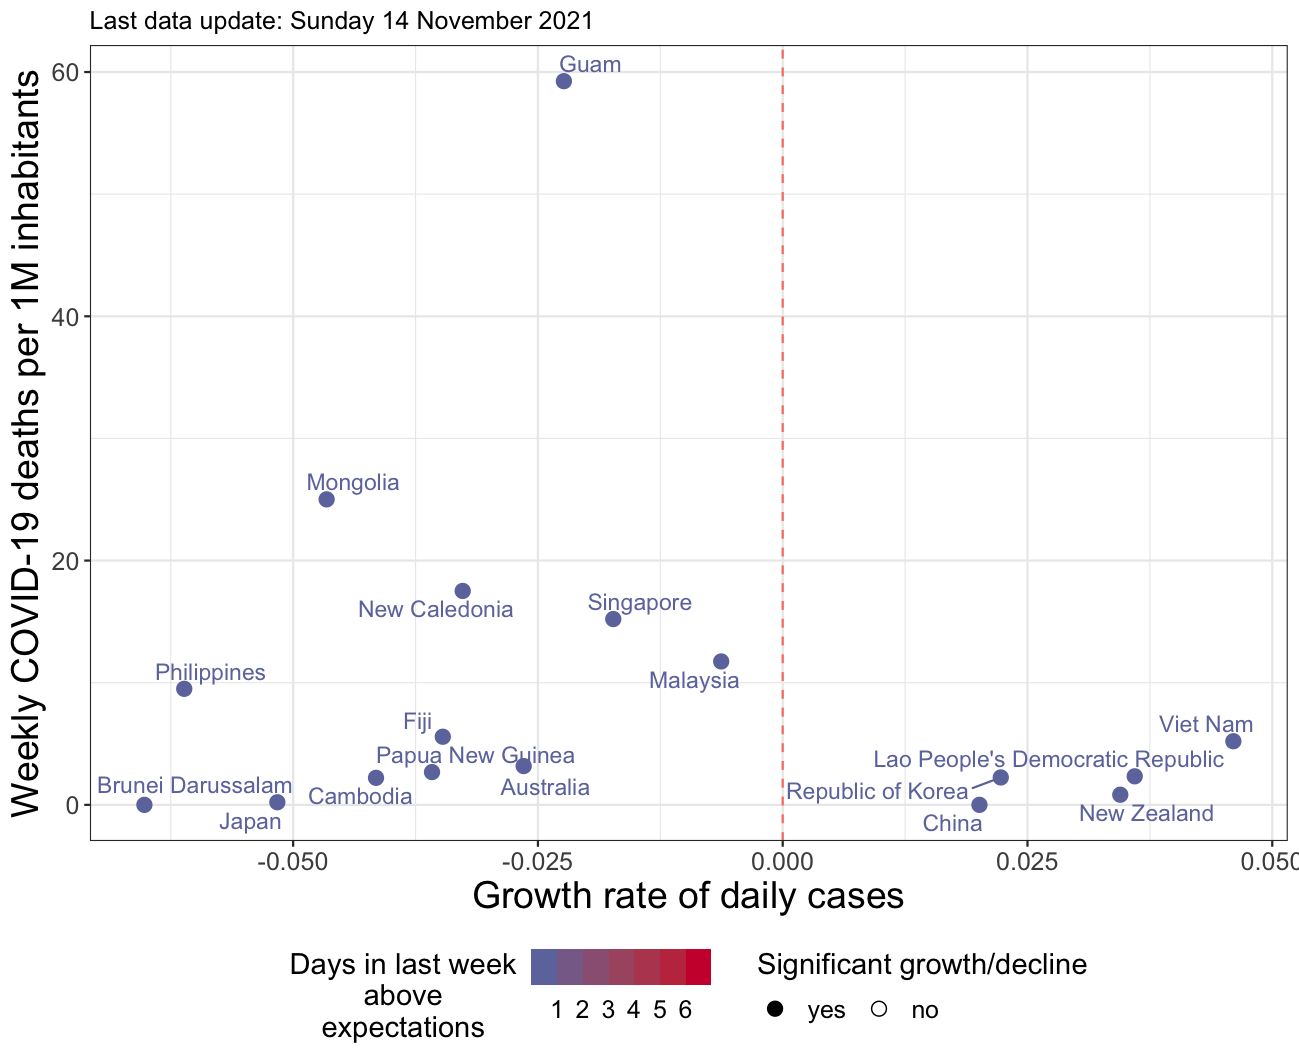 Last data update: Sunday 14 November 2021
Weekly COVID-19 deaths per 1M inhabitants
60
40
20
0
Guam
Mongolia
New Caledonia
Singapore
Malaysia
Philippines
Fiji
Viet Nam
Papua New Guinea
Lao People's Democratic Republic
Brunei Darussalam
Australia
Republic of Korea
Cambodia
New Zealand
Japan
China
-0.050
-0.025
0.000
0.025
0.050
Growth rate of daily cases
Days in last week
above
expectations
1 2 3 4 5 6
Significant growth/decline
yes no